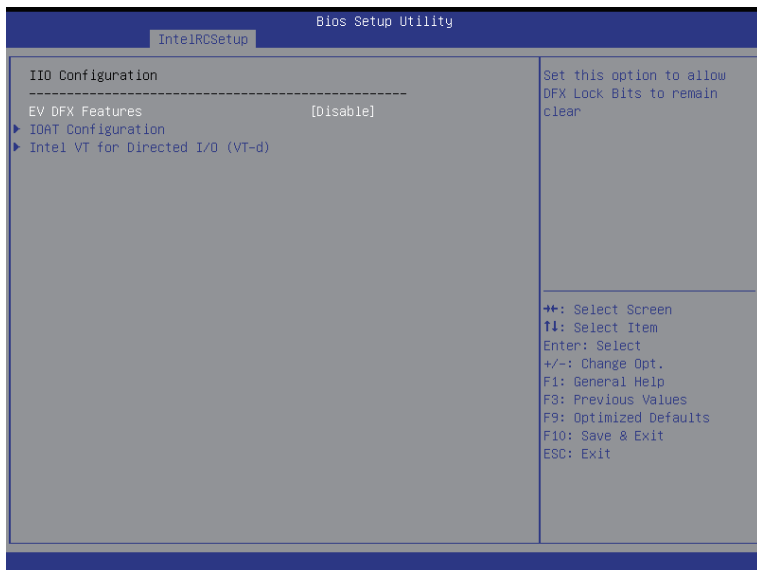 Bios Setup Utility
IntelRCSetup
IIO Configuration
--------------------------------------------------
EV DFX Features [Disable]
IOAT Configuration
Intel VT for Directed I/O (VT-d)
Set this option to allow
DFX Lock Bits to remain
clear
→←: Select Screen
↑↓: Select Item
Enter: Select
+/-: Change Opt.
F1: General Help
F3: Previous Values
F9: Optimized Defaults
F10: Save & Exit
ESC: Exit